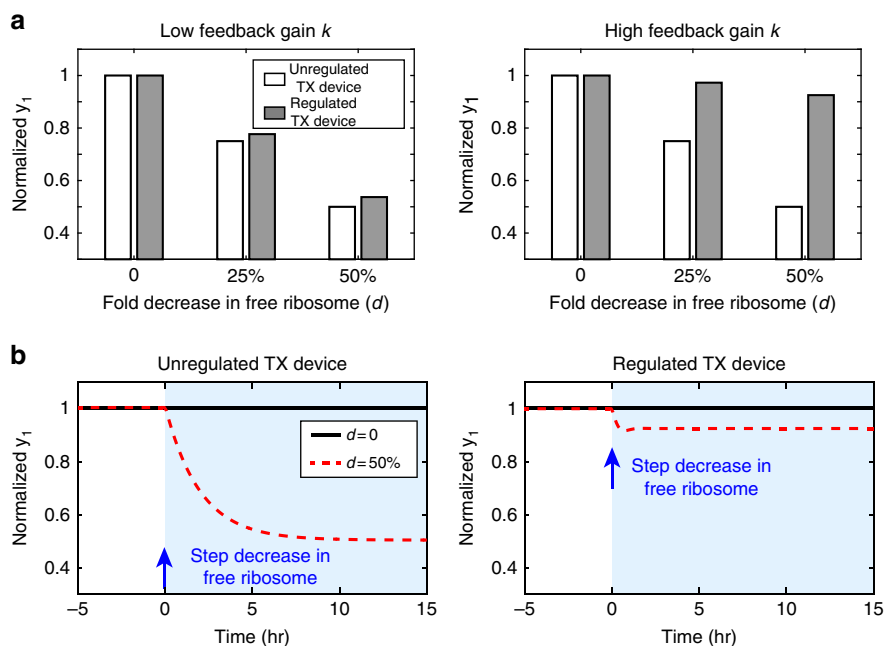 a
Low feedback gain k
Normalized y1
1
0.8
0.6
0.4
Unregulated
TX device
Regulated
TX device
0
25%
50%
Fold decrease in free ribosome (d)
High feedback gain k
Normalized y1
1
0.8
0.6
0.4
0
25%
50%
Fold decrease in free ribosome (d)
b
Unregulated TX device
Normalized y1
1
0.8
0.6
0.4
d=0
d=50%
Step decrease in
free ribosome
−5
0
5
10
15
Time (hr)
Regulated TX device
Normalized y1
1
0.8
0.6
0.4
Step decrease in
free ribosome
−5
0
5
10
15
Time (hr)